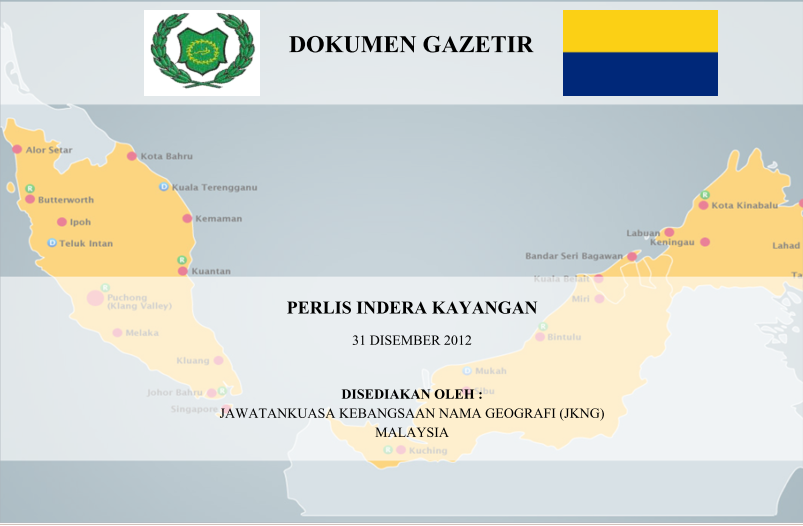 DOKUMEN GAZETIR
Alor Setar
Kota Bahru
R
D Kuala Terengganu
Butterworth
R
Kota Kinabalu
Ipoh
Kemaman
D Teluk Intan
Labuan
Keningau
Lahad
R
Bandar Seri Bagawan
Kuantan
Kuala Belait
Ta
R
Puchong
(Klang Valley)
Miri
PERLIS INDERA KAYANGAN
R
Melaka
Bintulu
31 DISEMBER 2012
Kluang
D Mukah
Johor Bahru
R
Sibu
DISEDIAKAN OLEH :
Singapore
JAWATANKUASA KEBANGSAAN NAMA GEOGRAFI (JKNG)
MALAYSIA
R
Kuching